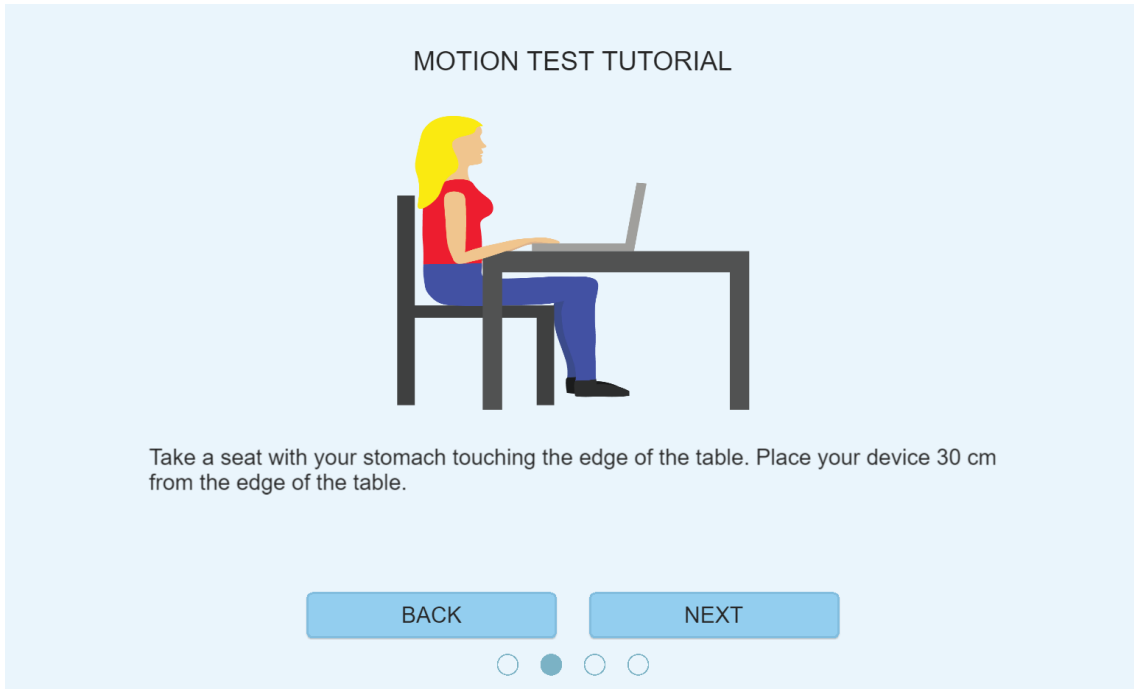 MOTION TEST TUTORIAL
Take a seat with your stomach touching the edge of the table. Place your device 30 cm
from the edge of the table.
BACK
NEXT